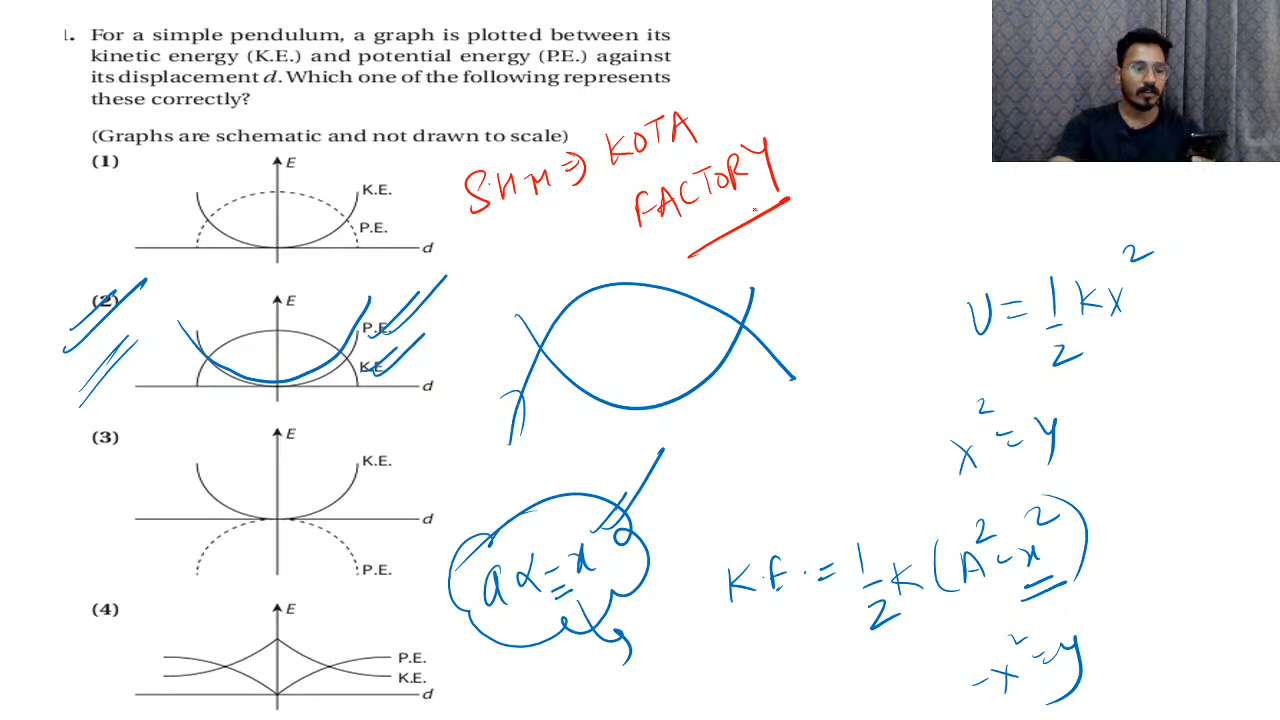 1. For a simple pendulum, a graph is plotted between its
kinetic energy (K.E.) and potential energy (P.E.) against
its displacement d. Which one of the following represents
these correctly?
(Graphs are schematic and not drawn to scale)
(1)
E
K.E.
P.E.
d
SHM ⇒ KOTA
FACTORY
(2)
E
P.E.
K.E.
d
U = 1/2 Kx²
x² = y
(3)
E
K.E.
d
P.E.
a ∝ -x
K.E. = 1/2 K (A² - x²)
-x² = y
(4)
E
P.E.
K.E.
d